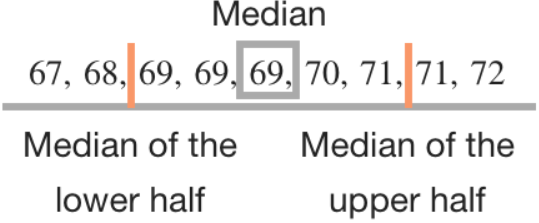 Median
67, 68, 69, 69, 69, 70, 71, 71, 72
Median of the
lower half
Median of the
upper half